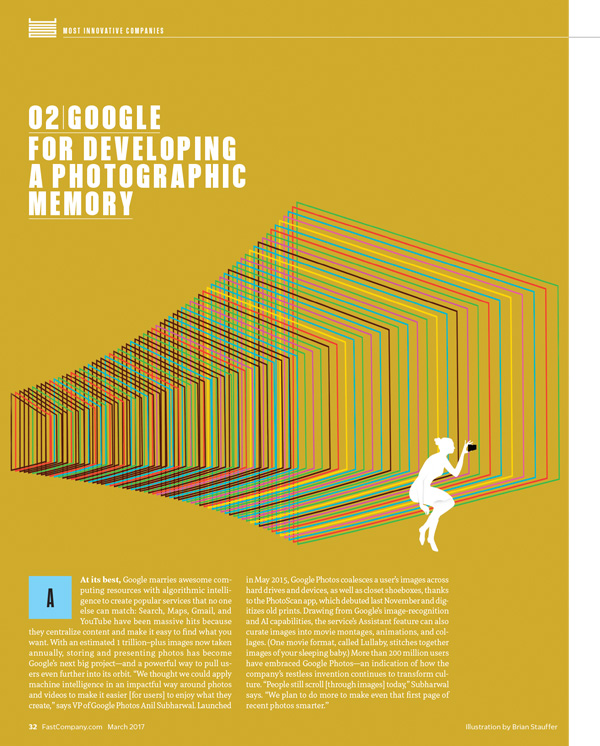 MOST INNOVATIVE COMPANIES
02 | GOOGLE
FOR DEVELOPING
A PHOTOGRAPHIC
MEMORY
A
At its best, Google marries awesome com-
puting resources with algorithmic intelli-
gence to create popular services that no one
else can match: Search, Maps, Gmail, and
YouTube have been massive hits because
they centralize content and make it easy to find what you
want. With an estimated 1 trillion-plus images now taken
annually, storing and presenting photos has become
Google's next big project—and a powerful way to pull us-
ers even further into its orbit. “We thought we could apply
machine intelligence in an impactful way around photos
and videos to make it easier [for users] to enjoy what they
create,” says VP of Google Photos Anil Subharwal. Launched
in May 2015, Google Photos coalesces a user's images across
hard drives and devices, as well as closet shoeboxes, thanks
to the PhotoScan app, which debuted last November and dig-
itizes old prints. Drawing from Google's image-recognition
and AI capabilities, the service's Assistant feature can also
curate images into movie montages, animations, and col-
lages. (One movie format, called Lullaby, stitches together
images of your sleeping baby.) More than 200 million users
have embraced Google Photos—an indication of how the
company's restless invention continues to transform cul-
ture. “People still scroll [through images] today,” Subharwal
says. “We plan to do more to make even that first page of
recent photos smarter.”
32 FastCompany.com March 2017
Illustration by Brian Stauffer